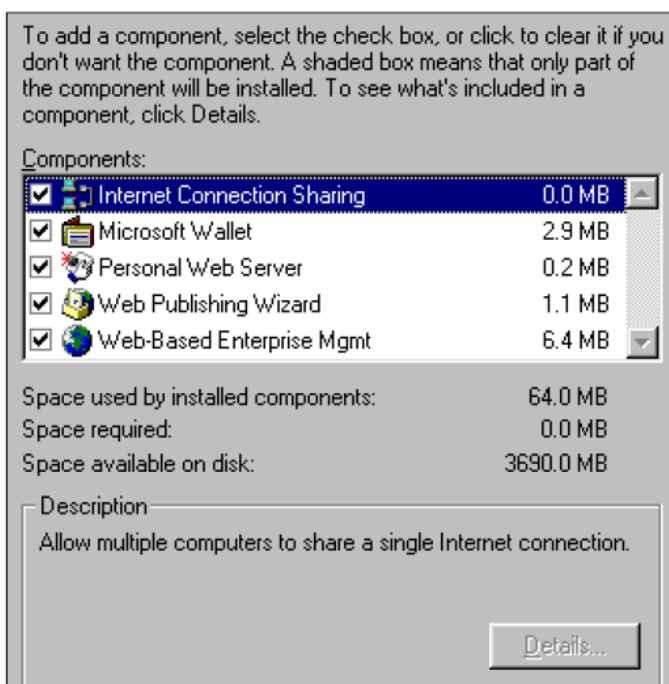 To add a component, select the check box, or click to clear it if you
don't want the component. A shaded box means that only part of
the component will be installed. To see what's included in a
component, click Details.
Components:
Internet Connection Sharing 0.0 MB
Microsoft Wallet 2.9 MB
Personal Web Server 0.2 MB
Web Publishing Wizard 1.1 MB
Web-Based Enterprise Mgmt 6.4 MB
Space used by installed components: 64.0 MB
Space required: 0.0 MB
Space available on disk: 3690.0 MB
Description
Allow multiple computers to share a single Internet connection.
Details...